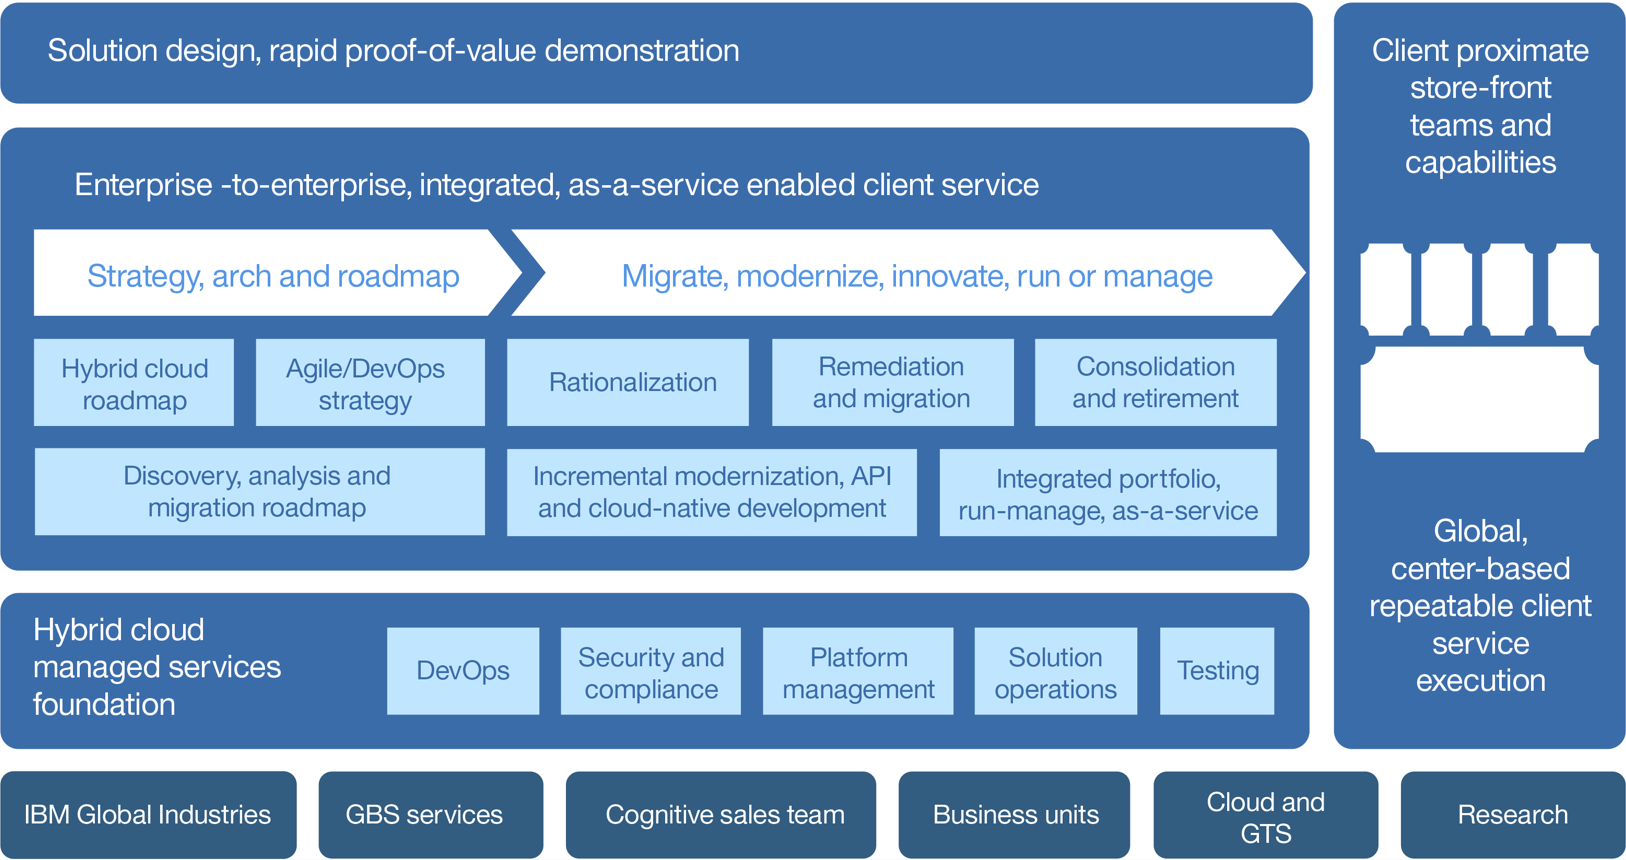 Solution design, rapid proof-of-value demonstration
Enterprise -to-enterprise, integrated, as-a-service enabled client service
Strategy, arch and roadmap
Migrate, modernize, innovate, run or manage
Hybrid cloud
roadmap
Agile/DevOps
strategy
Rationalization
Remediation
and migration
Consolidation
and retirement
Discovery, analysis and
migration roadmap
Incremental modernization, API
and cloud-native development
Integrated portfolio,
run-manage, as-a-service
Hybrid cloud
managed services
foundation
DevOps
Security and
compliance
Platform
management
Solution
operations
Testing
Client proximate
store-front
teams and
capabilities
Global,
center-based
repeatable client
service
execution
IBM Global Industries
GBS services
Cognitive sales team
Business units
Cloud and
GTS
Research